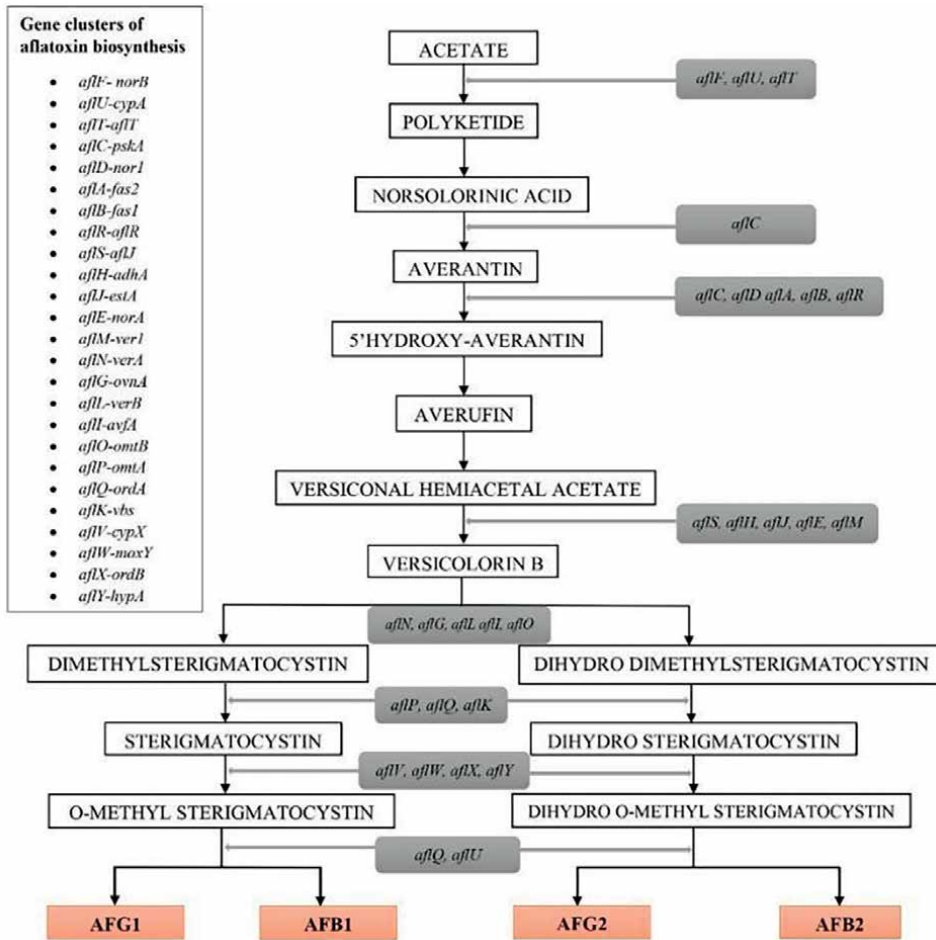 Gene clusters of
aflatoxin biosynthesis
• aflF- norB
• aflU-cypA
• aflT-aflT
• aflC-pskA
• aflD-nor1
• aflA-fas2
• aflB-fas1
• aflR-aflR
• aflS-aflJ
• aflH-adhA
• aflJ-estA
• aflE-norA
• aflM-ver1
• aflN-verA
• aflG-ovnA
• aflL-verB
• aflI-avfA
• aflO-omtB
• aflP-omtA
• aflQ-ordA
• aflK-vbs
• aflV-cypX
• aflW-moxY
• aflX-ordB
• aflY-hypA
ACETATE
aflF, aflU, aflT
POLYKETIDE
NORSOLORINIC ACID
aflC
AVERANTIN
aflC, aflD aflA, aflB, aflR
5’HYDROXY-AVERANTIN
AVERUFIN
VERSICONAL HEMIACETAL ACETATE
aflS, aflH, aflJ, aflE, aflM
VERSICOLORIN B
aflN, aflG, aflL aflI, aflO
DIMETHYLSTERIGMATOCYSTIN
DIHYDRO DIMETHYLSTERIGMATOCYSTIN
aflP, aflQ, aflK
STERIGMATOCYSTIN
DIHYDRO STERIGMATOCYSTIN
aflV, aflW, aflX, aflY
O-METHYL STERIGMATOCYSTIN
DIHYDRO O-METHYL STERIGMATOCYSTIN
aflQ, aflU
AFG1
AFB1
AFG2
AFB2